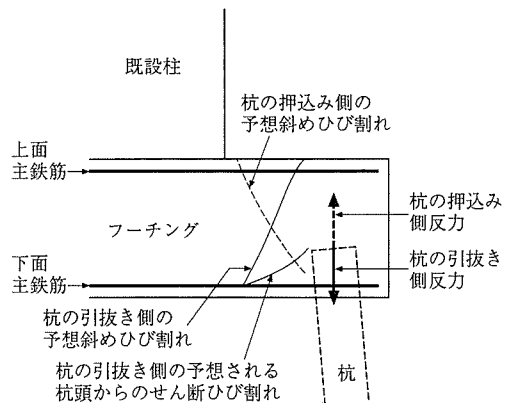 既設柱
杭の押込み側の
予想斜めひび割れ
上面
主鉄筋
杭の押込み
側反力
フーチング
杭の引抜き
側反力
下面
主鉄筋
杭の引抜き側の
予想斜めひび割れ
杭の引抜き側の予想される
杭頭からのせん断ひび割れ
杭